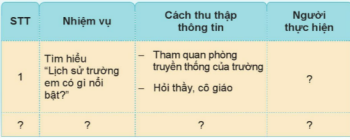 STT
Nhiệm vụ
Cách thu thập
thông tin
Người
thực hiện
1
Tìm hiểu
“Lịch sử trường
em có gì nổi
bật?”
– Tham quan phòng
truyền thống của trường
– Hỏi thầy, cô giáo
?
?
?
?
?